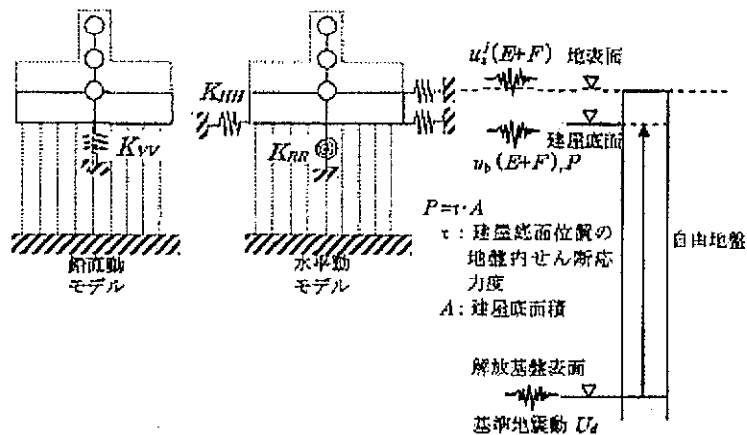 K_HH
K_VV
K_RR
鉛直動
モデル
水平動
モデル
u_s^j(E+F) 地表面
建屋底面
u_b(E+F), P
P=τ・A
τ：建屋底面位置の
地盤内せん断応
力度
A：建屋底面積
自由地盤
解放基盤表面
基準地震動 U_d